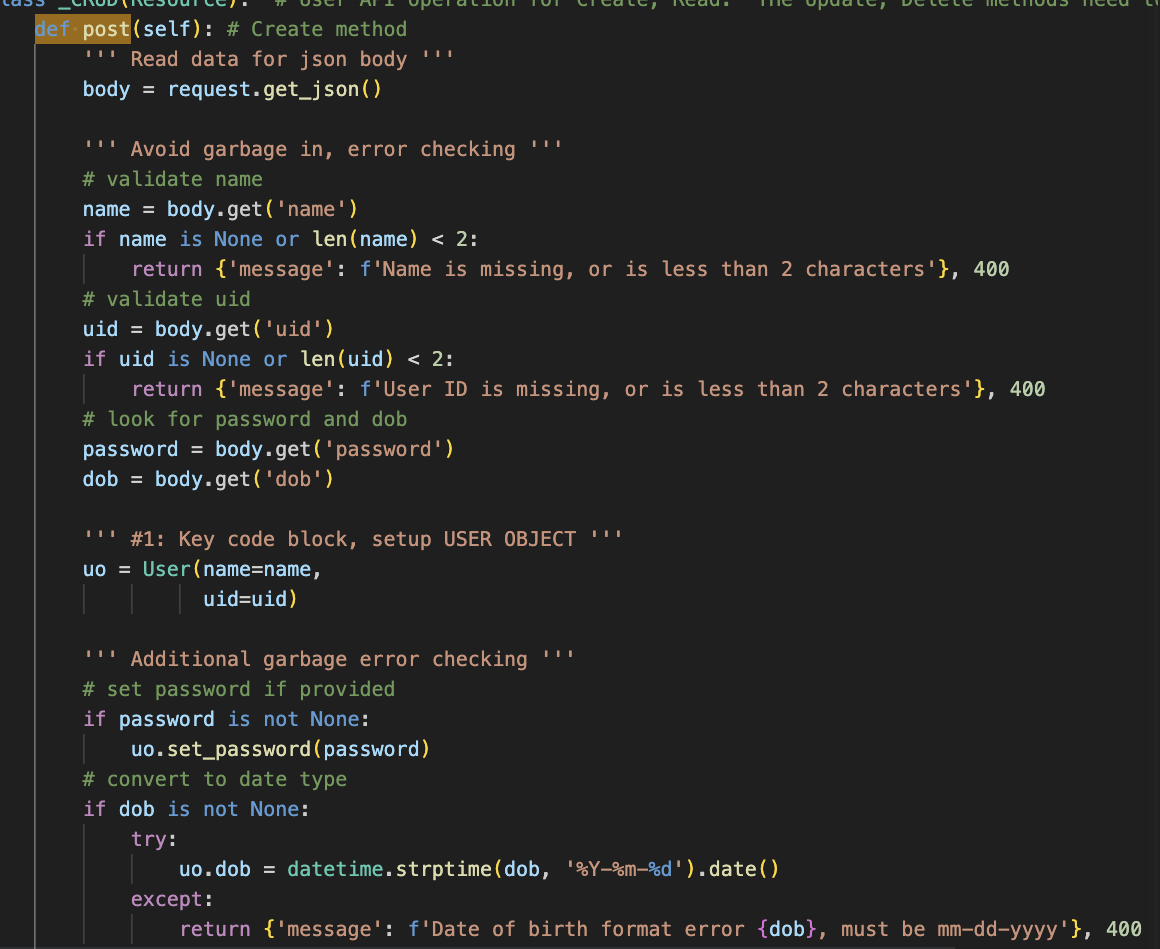 class _CRUD(Resource):  # User API operation for Create, Read.  The Update, Delete methods need to
    def post(self): # Create method
        ''' Read data for json body '''
        body = request.get_json()

        ''' Avoid garbage in, error checking '''
        # validate name
        name = body.get('name')
        if name is None or len(name) < 2:
            return {'message': f'Name is missing, or is less than 2 characters'}, 400
        # validate uid
        uid = body.get('uid')
        if uid is None or len(uid) < 2:
            return {'message': f'User ID is missing, or is less than 2 characters'}, 400
        # look for password and dob
        password = body.get('password')
        dob = body.get('dob')

        ''' #1: Key code block, setup USER OBJECT '''
        uo = User(name=name,
                  uid=uid)

        ''' Additional garbage error checking '''
        # set password if provided
        if password is not None:
            uo.set_password(password)
        # convert to date type
        if dob is not None:
            try:
                uo.dob = datetime.strptime(dob, '%Y-%m-%d').date()
            except:
                return {'message': f'Date of birth format error {dob}, must be mm-dd-yyyy'}, 400